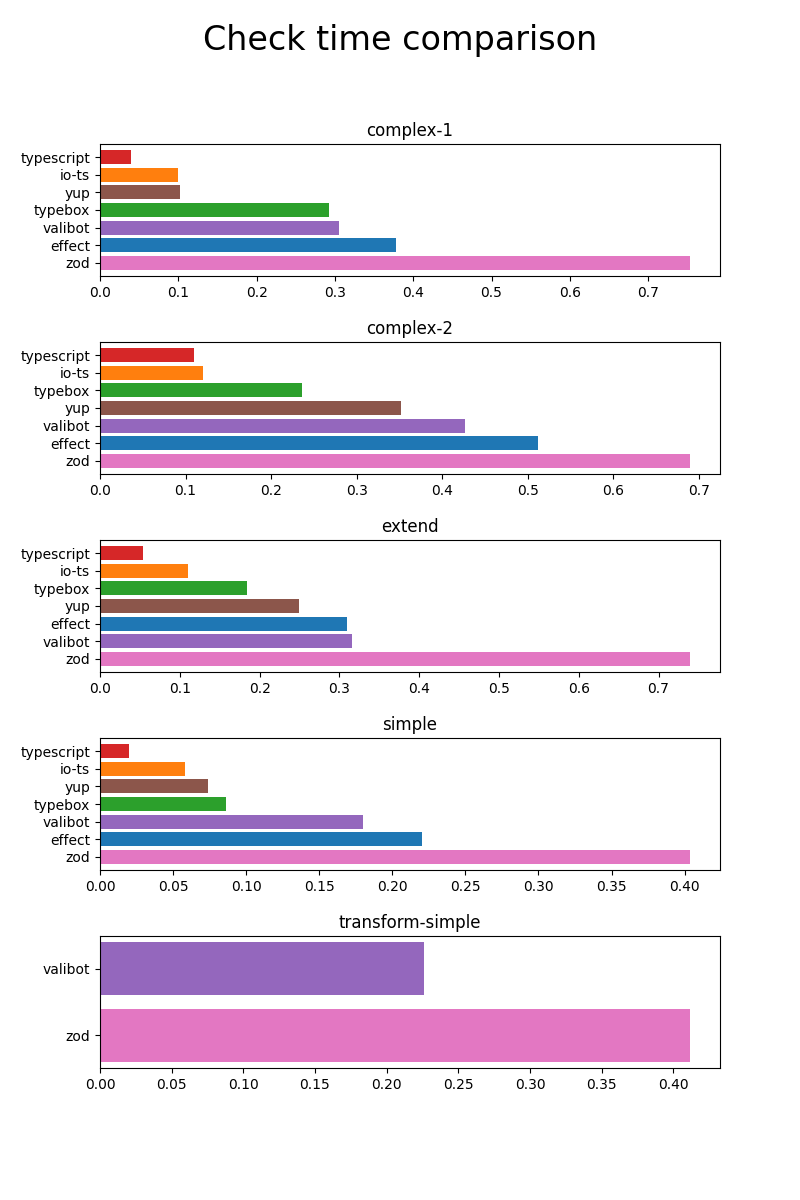 Check time comparison
complex-1
typescript
io-ts
yup
typebox
valibot
effect
zod
0.0 0.1 0.2 0.3 0.4 0.5 0.6 0.7
complex-2
typescript
io-ts
typebox
yup
valibot
effect
zod
0.0 0.1 0.2 0.3 0.4 0.5 0.6 0.7
extend
typescript
io-ts
typebox
yup
effect
valibot
zod
0.0 0.1 0.2 0.3 0.4 0.5 0.6 0.7
simple
typescript
io-ts
yup
typebox
valibot
effect
zod
0.00 0.05 0.10 0.15 0.20 0.25 0.30 0.35 0.40
transform-simple
valibot
zod
0.00 0.05 0.10 0.15 0.20 0.25 0.30 0.35 0.40